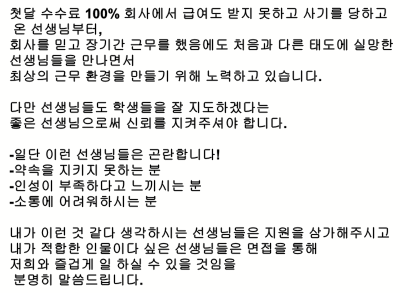 첫달 수수료 100% 회사에서 급여도 받지 못하고 사기를 당하고
온 선생님부터,
회사를 믿고 장기간 근무를 했음에도 처음과 다른 태도에 실망한
선생님들을 만나면서
최상의 근무 환경을 만들기 위해 노력하고 있습니다.
다만 선생님들도 학생들을 잘 지도하겠다는
좋은 선생님으로써 신뢰를 지켜주셔야 합니다.
-일단 이런 선생님들은 곤란합니다!
-약속을 지키지 못하는 분
-인성이 부족하다고 느끼시는 분
-소통에 어려워하시는 분
내가 이런 것 같다 생각하시는 선생님들은 지원을 삼가해주시고
내가 적합한 인물이다 싶은 선생님들은 면접을 통해
저희와 즐겁게 일 하실 수 있을 것임을
분명히 말씀드립니다.